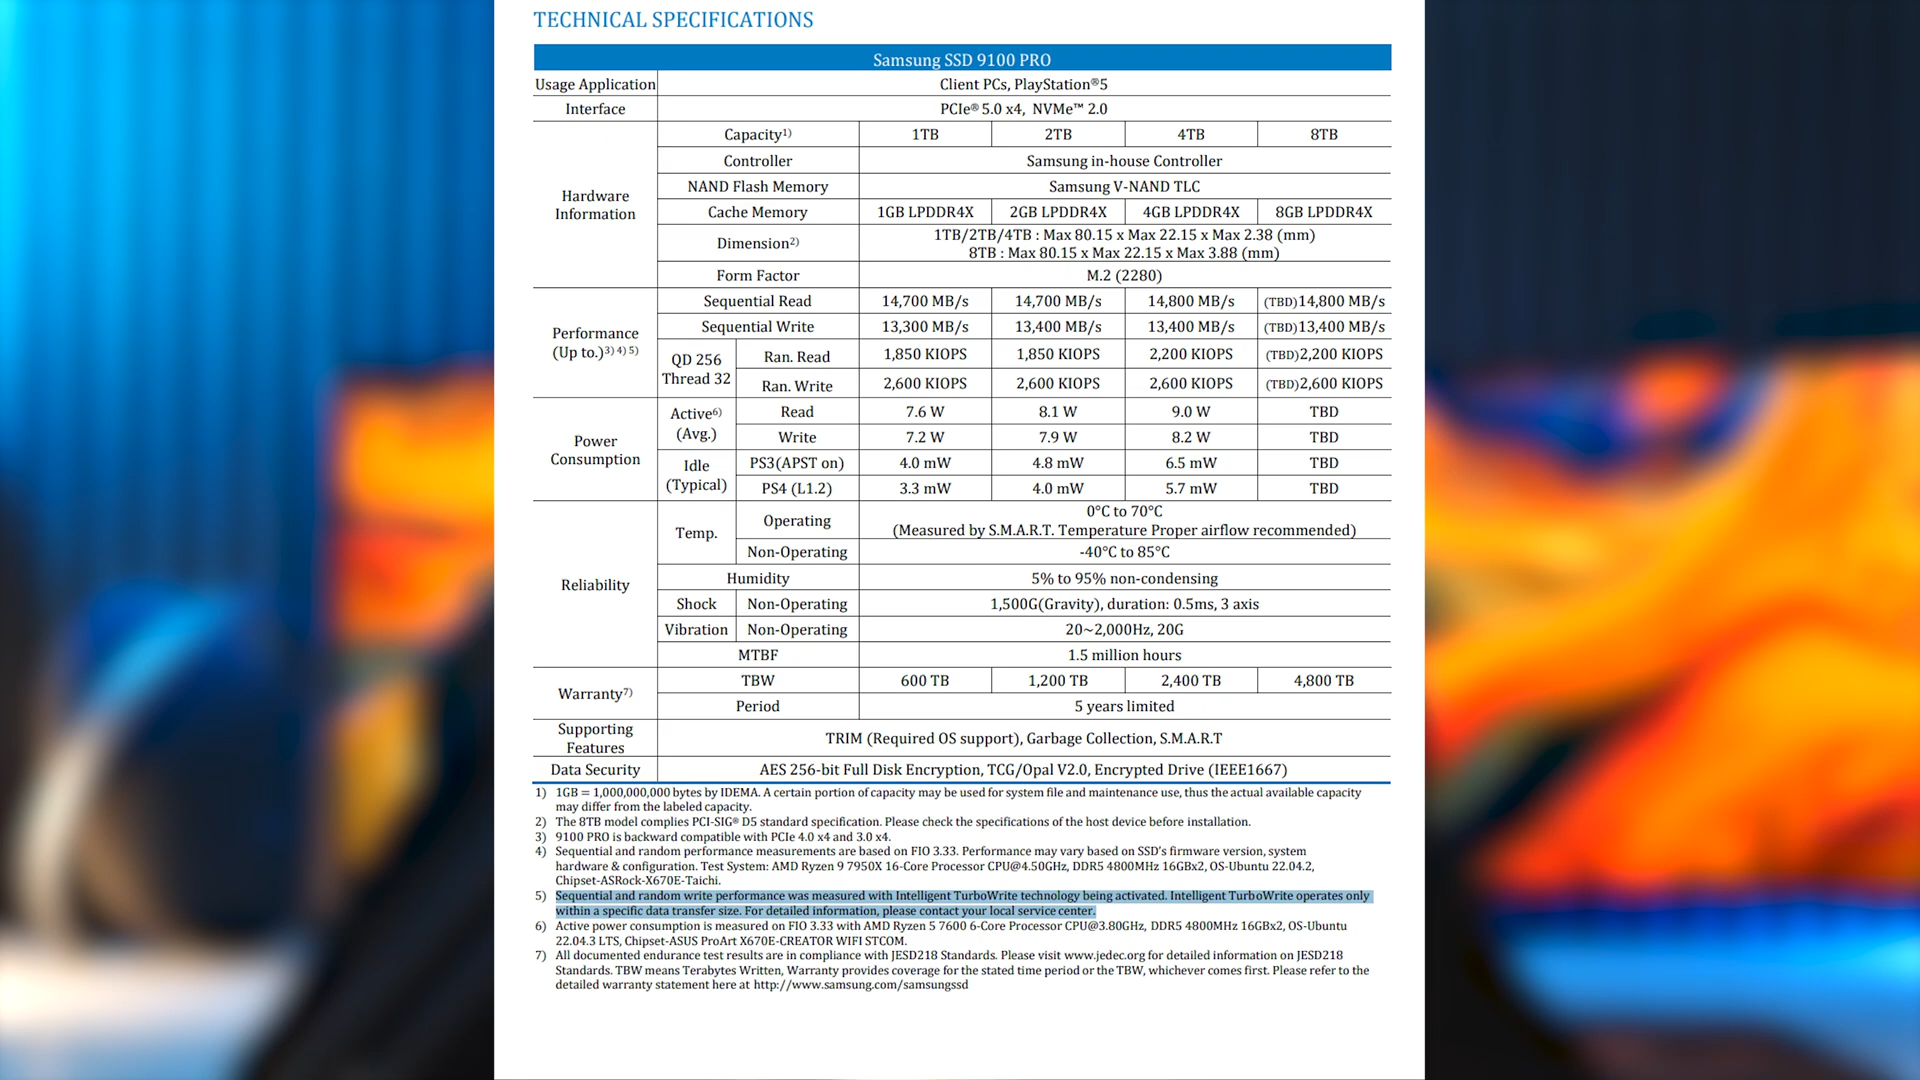 TECHNICAL SPECIFICATIONS
Samsung SSD 9100 PRO
Usage Application Client PCs, PlayStation®5
Interface PCIe® 5.0 x4, NVMe™ 2.0
Hardware Information
Capacity1) 1TB 2TB 4TB 8TB
Controller Samsung in-house Controller
NAND Flash Memory Samsung V-NAND TLC
Cache Memory 1GB LPDDR4X 2GB LPDDR4X 4GB LPDDR4X 8GB LPDDR4X
Dimension2) 1TB/2TB/4TB : Max 80.15 x Max 22.15 x Max 2.38 (mm)
8TB : Max 80.15 x Max 22.15 x Max 3.88 (mm)
Form Factor M.2 (2280)
Performance (Up to.)3) 4) 5)
Sequential Read 14,700 MB/s 14,700 MB/s 14,800 MB/s (TBD)14,800 MB/s
Sequential Write 13,300 MB/s 13,400 MB/s 13,400 MB/s (TBD)13,400 MB/s
QD 256 Thread 32
Ran. Read 1,850 KIOPS 1,850 KIOPS 2,200 KIOPS (TBD)2,200 KIOPS
Ran. Write 2,600 KIOPS 2,600 KIOPS 2,600 KIOPS (TBD)2,600 KIOPS
Power Consumption
Active6) (Avg.)
Read 7.6 W 8.1 W 9.0 W TBD
Write 7.2 W 7.9 W 8.2 W TBD
Idle (Typical)
PS3(APST on) 4.0 mW 4.8 mW 6.5 mW TBD
PS4 (L1.2) 3.3 mW 4.0 mW 5.7 mW TBD
Reliability
Temp.
Operating 0°C to 70°C
(Measured by S.M.A.R.T. Temperature Proper airflow recommended)
Non-Operating -40°C to 85°C
Humidity 5% to 95% non-condensing
Shock Non-Operating 1,500G(Gravity), duration: 0.5ms, 3 axis
Vibration Non-Operating 20~2,000Hz, 20G
MTBF 1.5 million hours
Warranty7)
TBW 600 TB 1,200 TB 2,400 TB 4,800 TB
Period 5 years limited
Supporting Features TRIM (Required OS support), Garbage Collection, S.M.A.R.T
Data Security AES 256-bit Full Disk Encryption, TCG/Opal V2.0, Encrypted Drive (IEEE1667)
1) 1GB = 1,000,000,000 bytes by IDEMA. A certain portion of capacity may be used for system file and maintenance use, thus the actual available capacity
may differ from the labeled capacity.
2) The 8TB model complies PCI-SIG® D5 standard specification. Please check the specifications of the host device before installation.
3) 9100 PRO is backward compatible with PCIe 4.0 x4 and 3.0 x4.
4) Sequential and random performance measurements are based on FIO 3.33. Performance may vary based on SSD's firmware version, system
hardware & configuration. Test System: AMD Ryzen 9 7950X 16-Core Processor CPU@4.50GHz, DDR5 4800MHz 16GBx2, OS-Ubuntu 22.04.2,
Chipset-ASRock-X670E-Taichi.
5) Sequential and random write performance was measured with Intelligent TurboWrite technology being activated. Intelligent TurboWrite operates only
within a specific data transfer size. For detailed information, please contact your local service center.
6) Active power consumption is measured on FIO 3.33 with AMD Ryzen 5 7600 6-Core Processor CPU@3.80GHz, DDR5 4800MHz 16GBx2, OS-Ubuntu
22.04.3 LTS, Chipset-ASUS ProArt X670E-CREATOR WIFI STCOM.
7) All documented endurance test results are in compliance with JESD218 Standards. Please visit www.jedec.org for detailed information on JESD218
Standards. TBW means Terabytes Written, Warranty provides coverage for the stated time period or the TBW, whichever comes first. Please refer to the
detailed warranty statement here at http://www.samsung.com/samsungssd